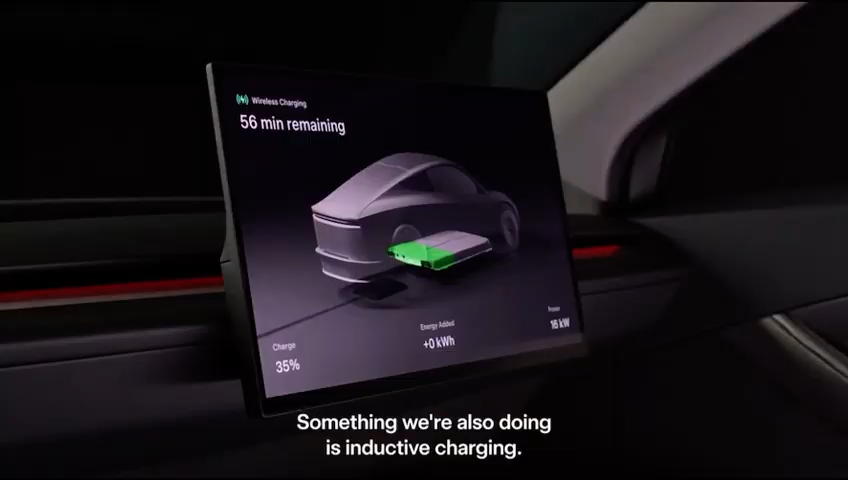 Wireless Charging
56 min remaining
Charge
35%
Energy Added
+0 kWh
Power
16 kW
Something we're also doing
is inductive charging.